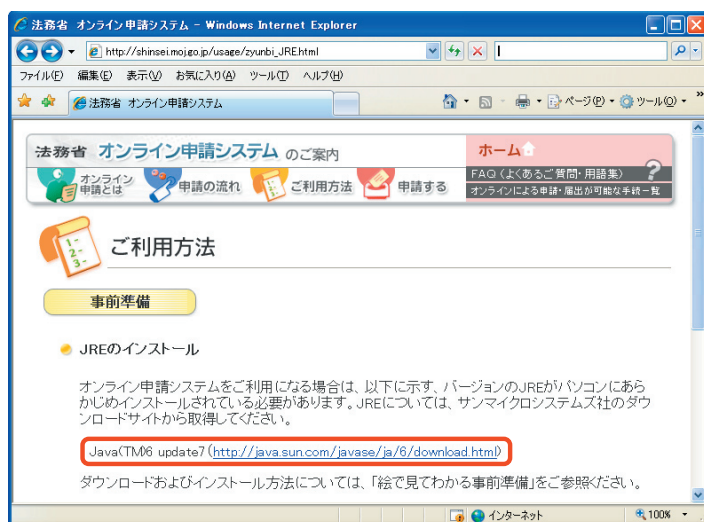 法務省 オンライン申請システム - Windows Internet Explorer
http://shinsei.moj.go.jp/usage/zyunbi_JRE.html
ファイル(F) 編集(E) 表示(V) お気に入り(A) ツール(T) ヘルプ(H)
法務省 オンライン申請システム
ページ(P) ツール(O) »
法務省 オンライン申請システム のご案内
ホーム
オンライン申請とは 申請の流れ ご利用方法 申請する
FAQ (よくあるご質問・用語集) ?
オンラインによる申請・届出が可能な手続一覧
1- 2- 3-
ご利用方法
事前準備
JREのインストール
オンライン申請システムをご利用になる場合は、以下に示す、バージョンのJREがパソコンにあら
かじめインストールされている必要があります。JREについては、サンマイクロシステムズ社のダウ
ンロードサイトから取得してください。
Java(TM)6 update7 (http://java.sun.com/javase/ja/6/download.html)
ダウンロードおよびインストール方法については、「絵で見てわかる事前準備」をご参照ください。
インターネット 100%